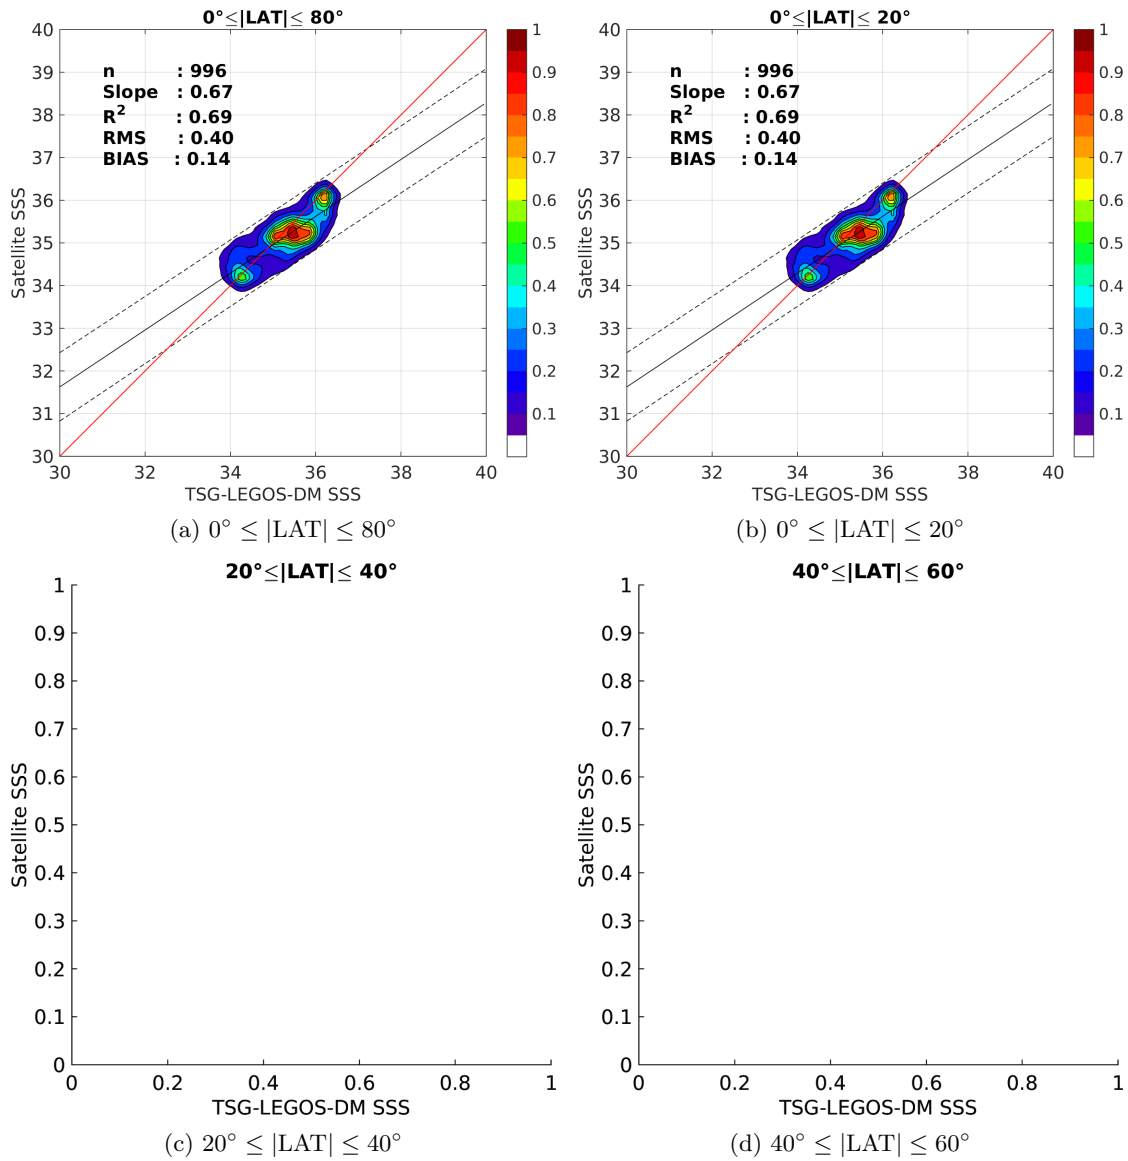 0°≤|LAT|≤ 80°
40
39
38
37
36
35
34
33
32
31
30
n : 996
Slope : 0.67
R² : 0.69
RMS : 0.40
BIAS : 0.14
Satellite SSS
30 32 34 36 38 40
TSG-LEGOS-DM SSS
1
0.9
0.8
0.7
0.6
0.5
0.4
0.3
0.2
0.1
(a) 0° ≤ |LAT| ≤ 80°
0°≤|LAT|≤ 20°
40
39
38
37
36
35
34
33
32
31
30
n : 996
Slope : 0.67
R² : 0.69
RMS : 0.40
BIAS : 0.14
Satellite SSS
30 32 34 36 38 40
TSG-LEGOS-DM SSS
1
0.9
0.8
0.7
0.6
0.5
0.4
0.3
0.2
0.1
(b) 0° ≤ |LAT| ≤ 20°
20°≤|LAT|≤ 40°
1
0.9
0.8
0.7
0.6
0.5
0.4
0.3
0.2
0.1
0
Satellite SSS
0 0.2 0.4 0.6 0.8 1
TSG-LEGOS-DM SSS
(c) 20° ≤ |LAT| ≤ 40°
40°≤|LAT|≤ 60°
1
0.9
0.8
0.7
0.6
0.5
0.4
0.3
0.2
0.1
0
Satellite SSS
0 0.2 0.4 0.6 0.8 1
TSG-LEGOS-DM SSS
(d) 40° ≤ |LAT| ≤ 60°